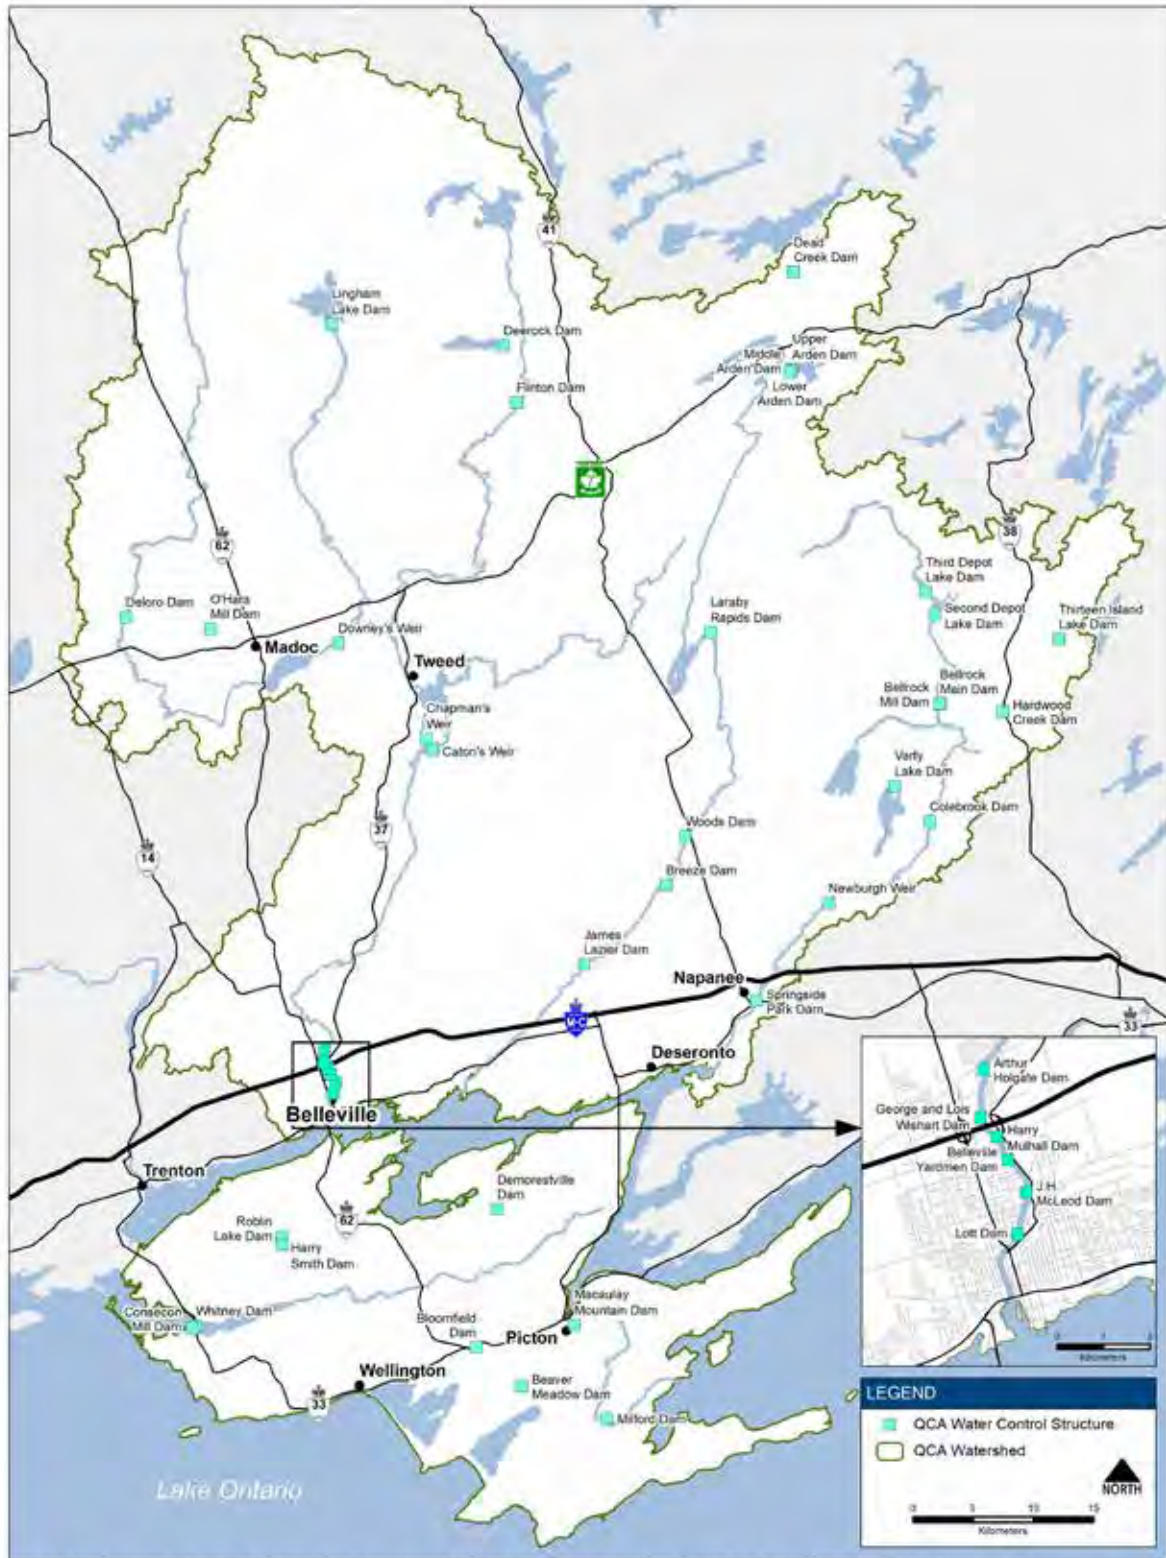 41
Dead
Creek Dam
Lingham
Lake Dam
Deerock Dam
Upper
Arden Dam
Middle
Arden Dam
Lower
Arden Dam
Flinton Dam
62
38
Third Depot
Lake Dam
Deloro Dam
O'Hara
Mill Dam
Laraby
Rapids Dam
Second Depot
Lake Dam
Thirteen Island
Lake Dam
Downey's Weir
Madoc
Tweed
Bellrock
Main Dam
Bellrock
Mill Dam
Hardwood
Creek Dam
Chapman's
Weir
Caton's Weir
Varty
Lake Dam
Colebrook Dam
37
14
Woods Dam
Breeze Dam
Newburgh Weir
James
Lazier Dam
Napanee
Springside
Park Dam
M-C
33
Deseronto
Belleville
Arthur
Holgate Dam
George and Lois
Wishart Dam
Harry
Mulhall Dam
Belleville
Yardmen Dam
J.H.
McLeod Dam
Lott Dam
0 1 2
Kilometers
Trenton
Demorestville
Dam
62
Roblin
Lake Dam
Harry
Smith Dam
Consecon
Mill Dam
Whitney Dam
Bloomfield
Dam
Macaulay
Mountain Dam
Picton
Wellington
33
Beaver
Meadow Dam
Milford Dam
Lake Ontario
LEGEND
QCA Water Control Structure
QCA Watershed
NORTH
0 5 10 15
Kilometers